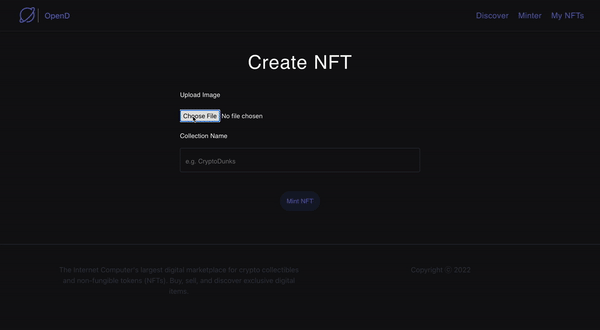 OpenD
Discover Minter My NFTs
Create NFT
Upload Image
Choose File No file chosen
Collection Name
e.g. CryptoDunks
Mint NFT
The Internet Computer's largest digital marketplace for crypto collectibles
and non-fungible tokens (NFTs). Buy, sell, and discover exclusive digital
items.
Copyright Ⓒ 2022